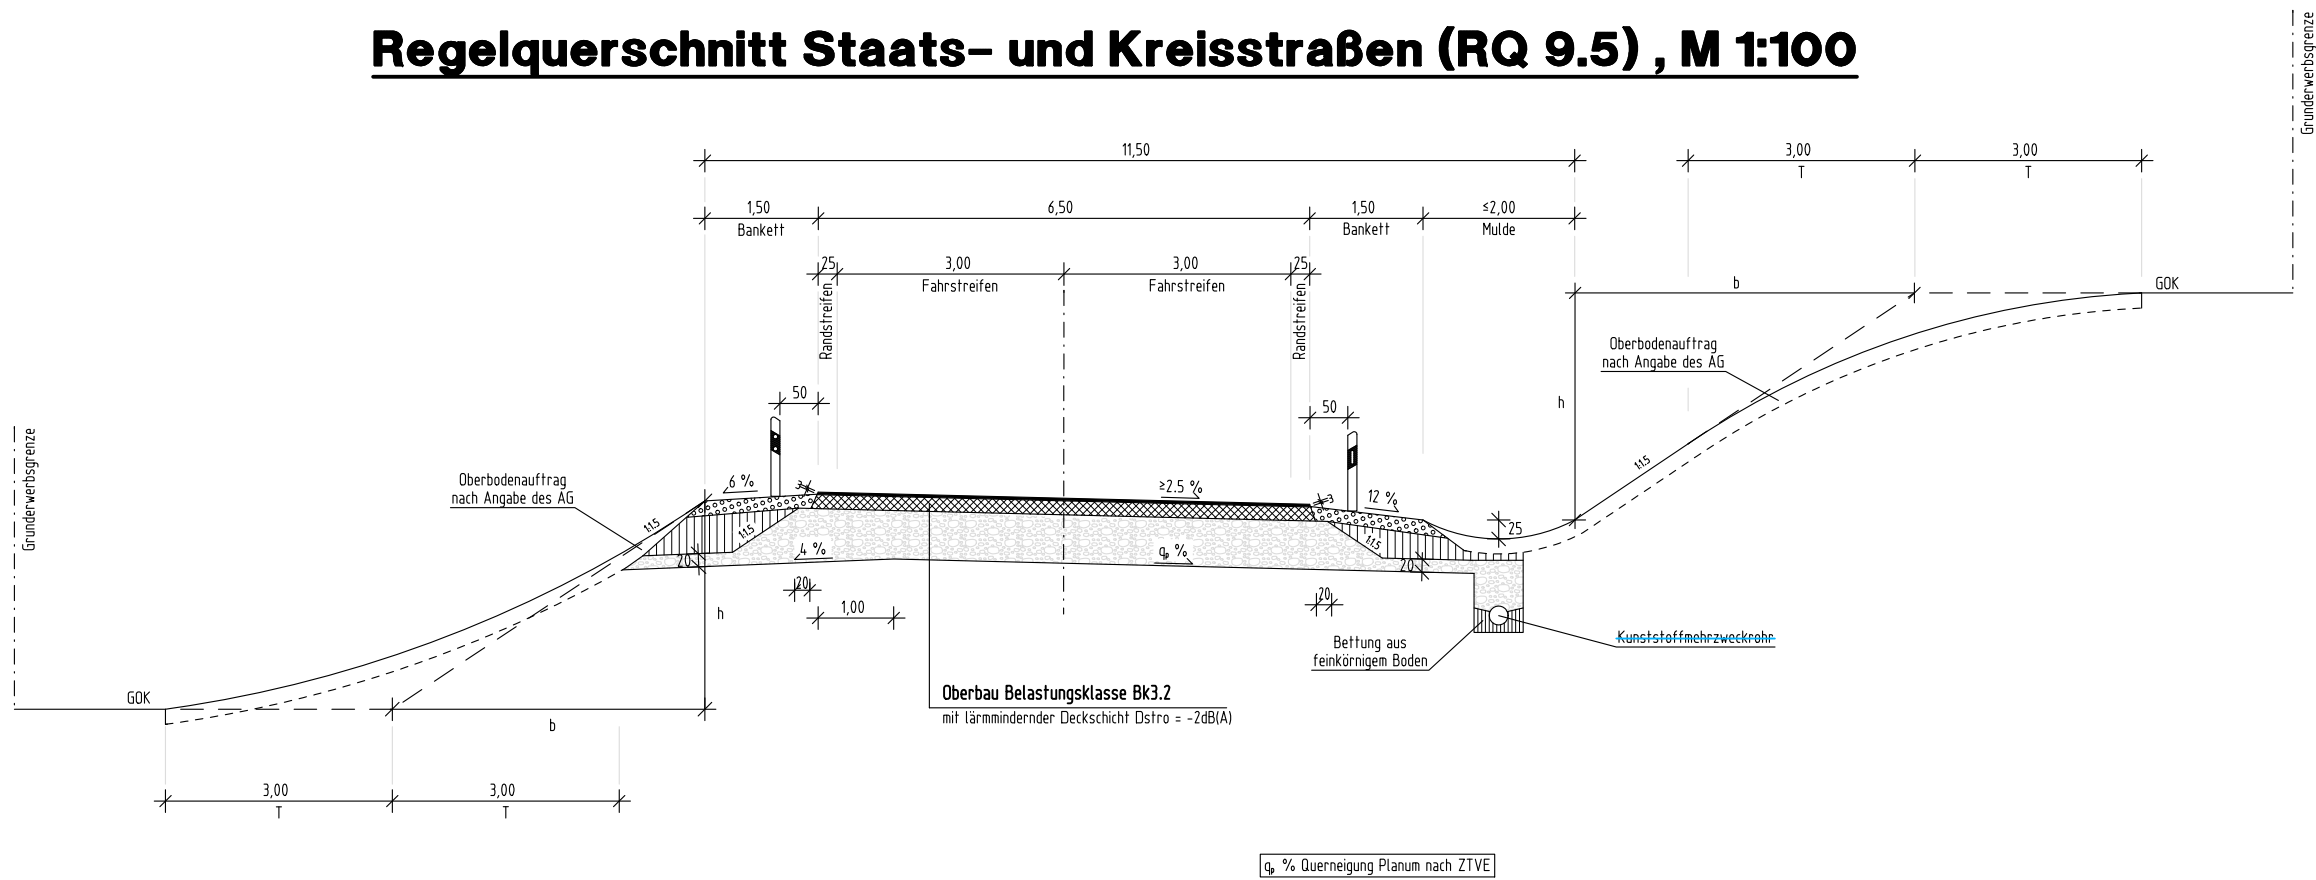 Regelquerschnitt Staats- und Kreisstraßen (RQ 9.5) , M 1:100
Grunderwerbsgrenze
11,50
3,00
T
3,00
T
1,50
Bankett
6,50
1,50
Bankett
≤2,00
Mulde
25
Randstreifen
3,00
Fahrstreifen
3,00
Fahrstreifen
25
Randstreifen
b
GOK
Oberbodenauftrag
nach Angabe des AG
h
1:1.5
50
50
Grunderwerbsgrenze
Oberbodenauftrag
nach Angabe des AG
1:1.5
6 %
3
≥2.5 %
3
12 %
25
1:1.5
1:1.5
20
4 %
qp %
20
20
1,00
20
h
Bettung aus
feinkörnigem Boden
Kunststoffmehrzweckrohr
Oberbau Belastungsklasse Bk3.2
mit lärmmindernder Deckschicht Dstro = -2dB(A)
GOK
b
3,00
T
3,00
T
qp % Querneigung Planum nach ZTVE